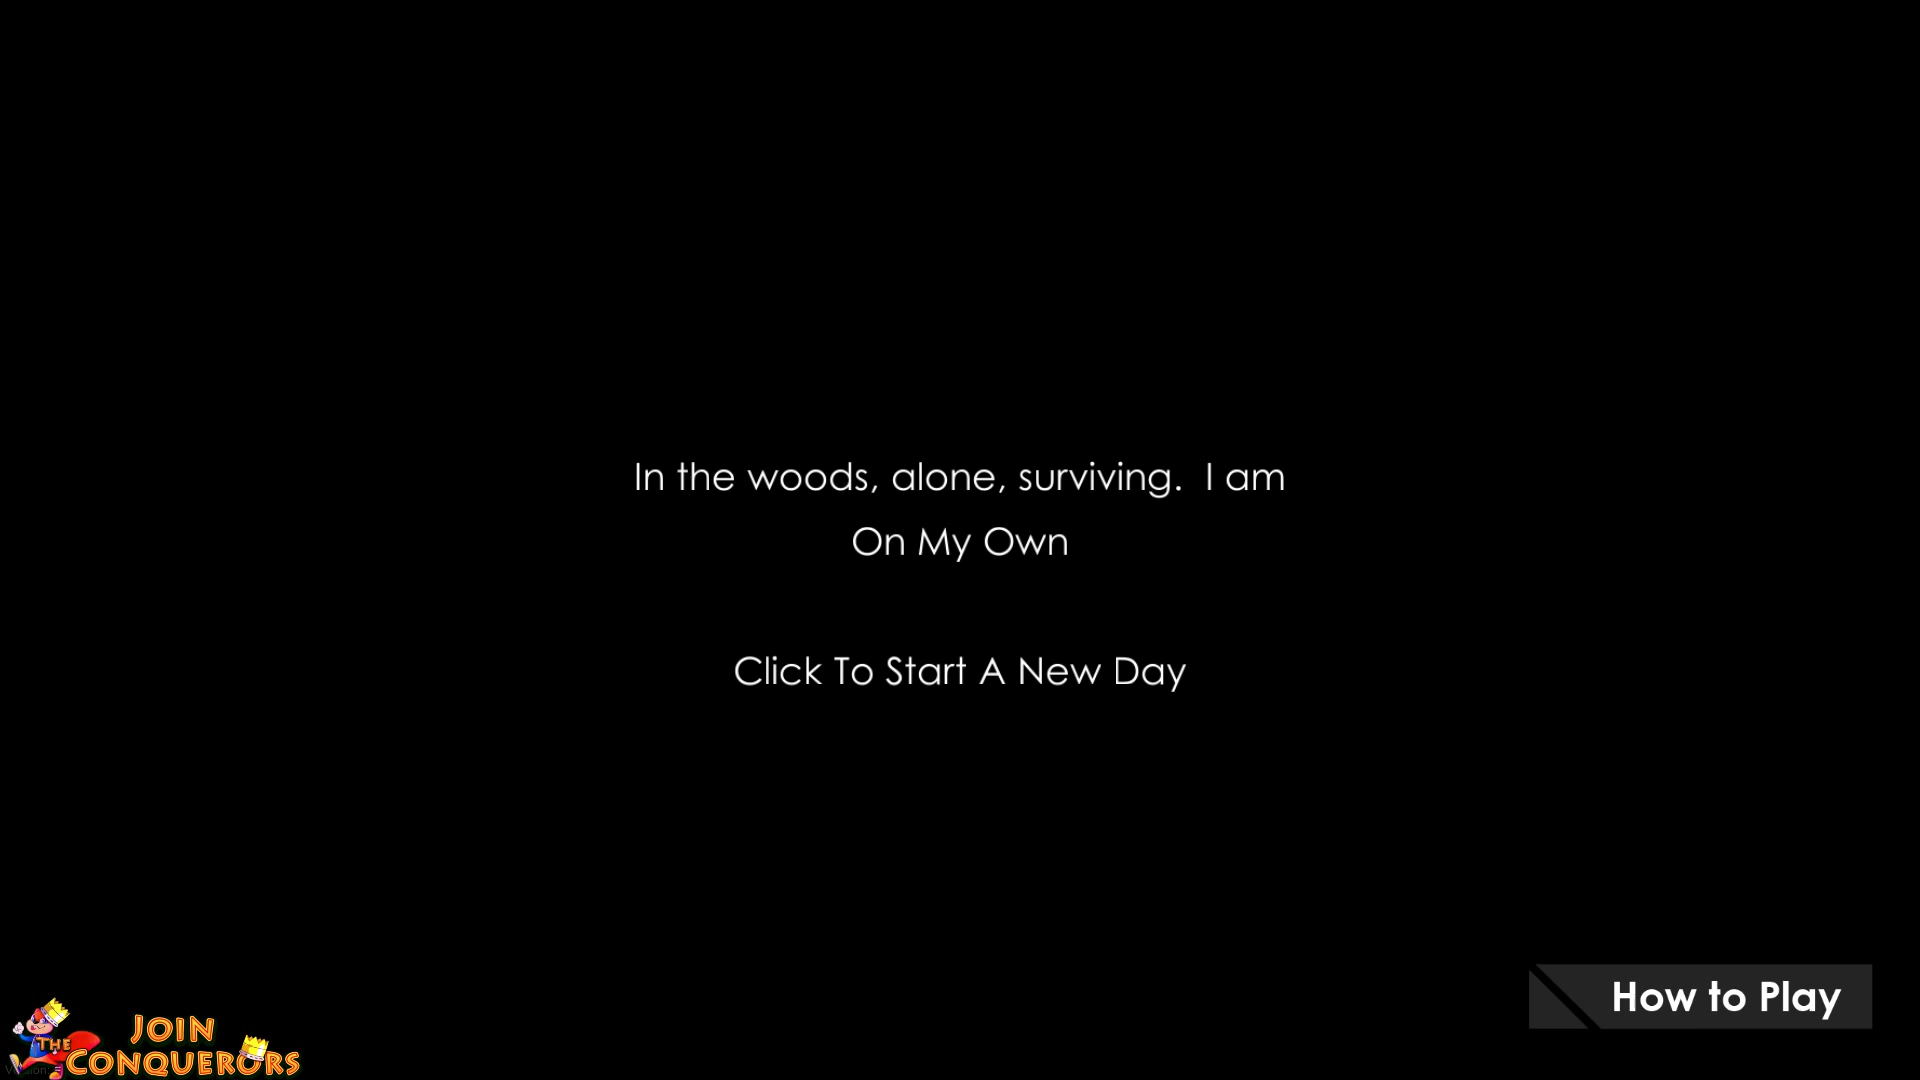 In the woods, alone, surviving.  I am
On My Own
Click To Start A New Day
How to Play
JOIN
THE
CONQUERORS